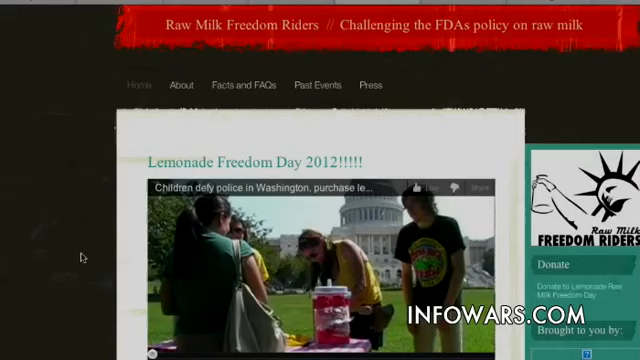 Raw Milk Freedom Riders // Challenging the FDAs policy on raw milk
Home About Facts and FAQs Past Events Press
Lemonade Freedom Day 2012!!!!!
Children defy police in Washington, purchase le... Like Share
Raw Milk
FREEDOM RIDERS
Donate
Donate to Lemonade Raw
Milk Freedom Day
INFOWARS.COM
Brought to you by:
?